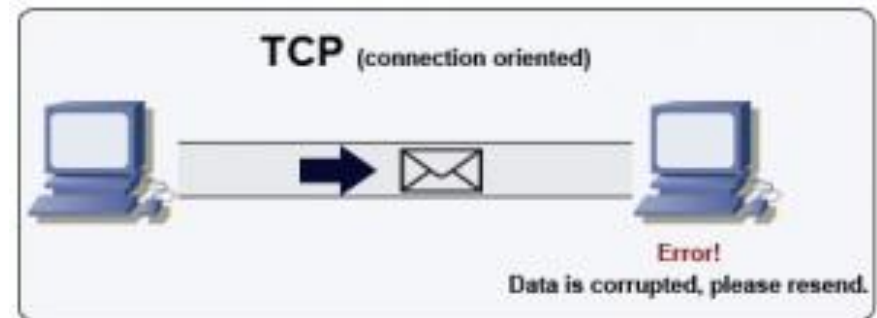 TCP (connection oriented)
Error!
Data is corrupted, please resend.